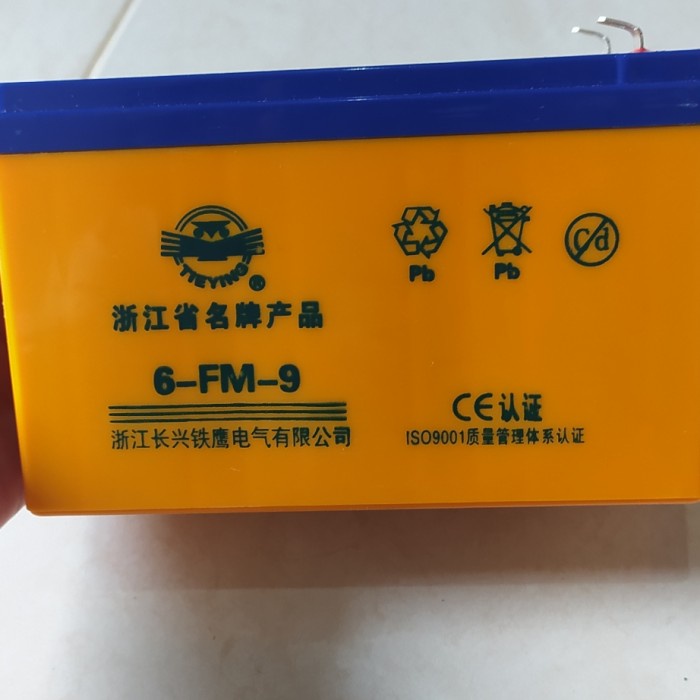 TIEYING®
浙江省名牌产品
6-FM-9
浙江长兴铁鹰电气有限公司
Pb
Pb
Cd
CE认证
ISO9001质量管理体系认证